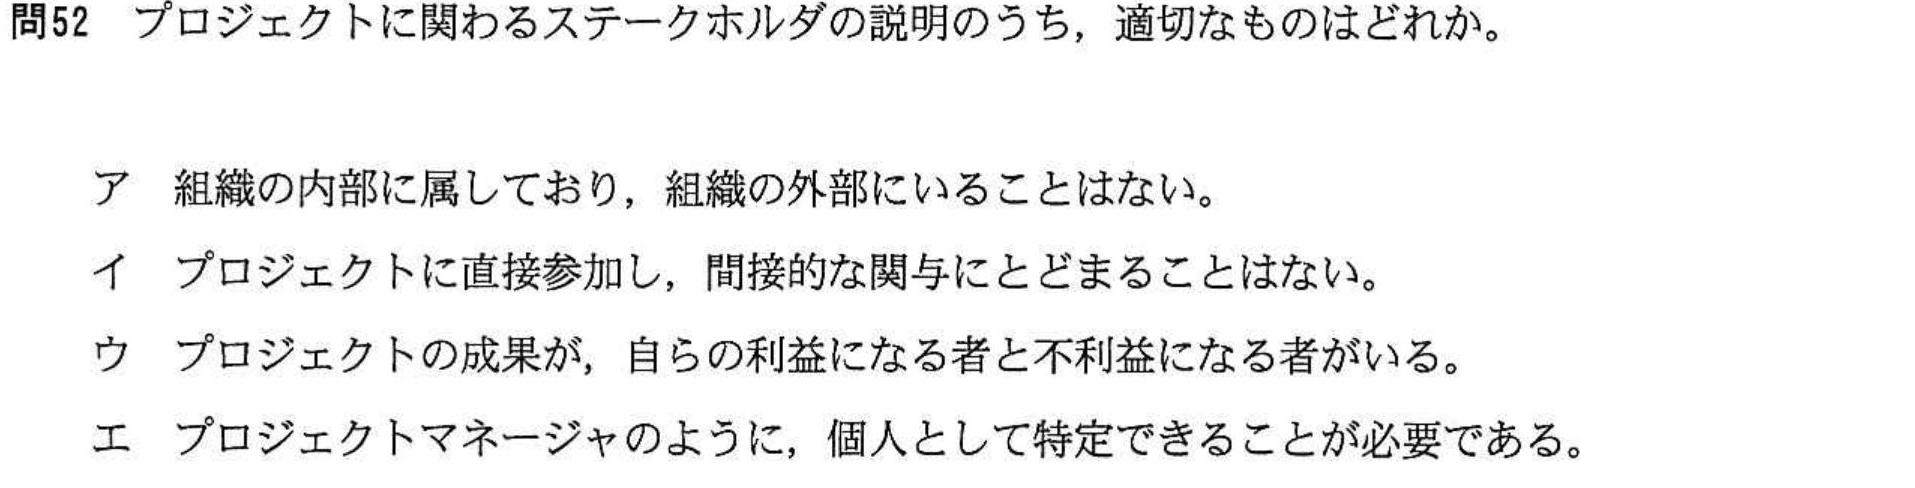 問52　プロジェクトに関わるステークホルダの説明のうち，適切なものはどれか。
ア　組織の内部に属しており，組織の外部にいることはない。
イ　プロジェクトに直接参加し，間接的な関与にとどまることはない。
ウ　プロジェクトの成果が，自らの利益になる者と不利益になる者がいる。
エ　プロジェクトマネージャのように，個人として特定できることが必要である。